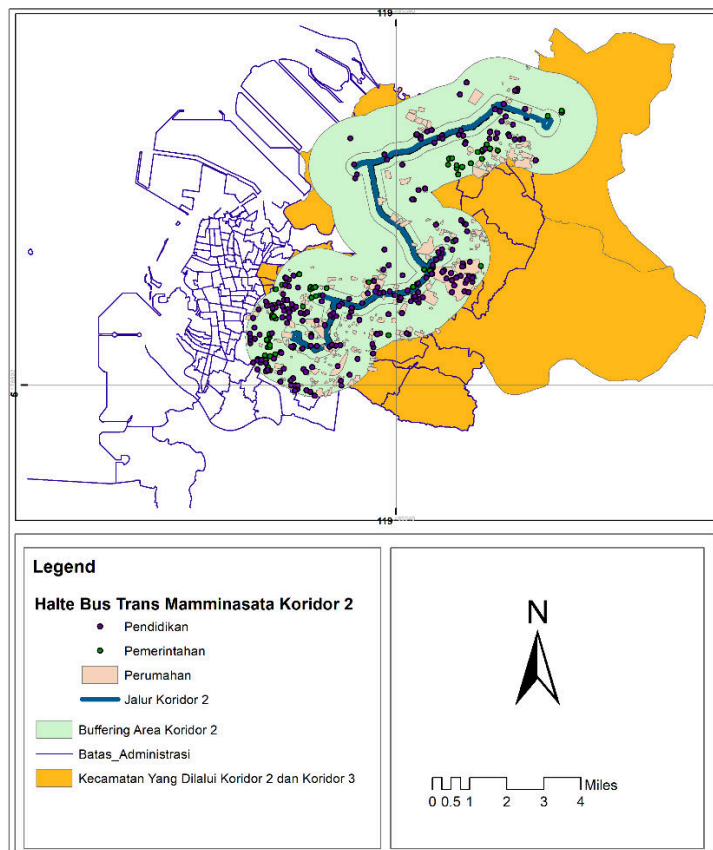 119
6
119
Legend
Halte Bus Trans Mamminasata Koridor 2
Pendidikan
Pemerintahan
Perumahan
Jalur Koridor 2
Buffering Area Koridor 2
Batas_Administrasi
Kecamatan Yang Dilalui Koridor 2 dan Koridor 3
N
Miles
0 0.5 1 2 3 4